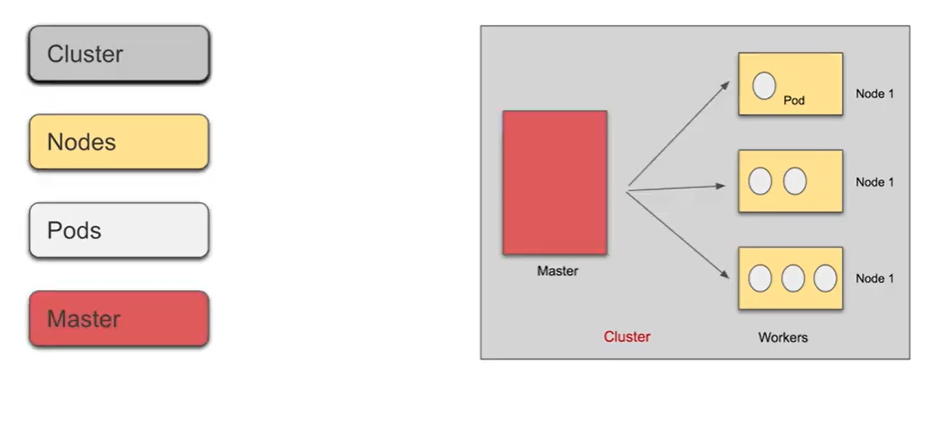 Cluster
Nodes
Pods
Master
Pod
Node 1
Node 1
Node 1
Master
Cluster
Workers